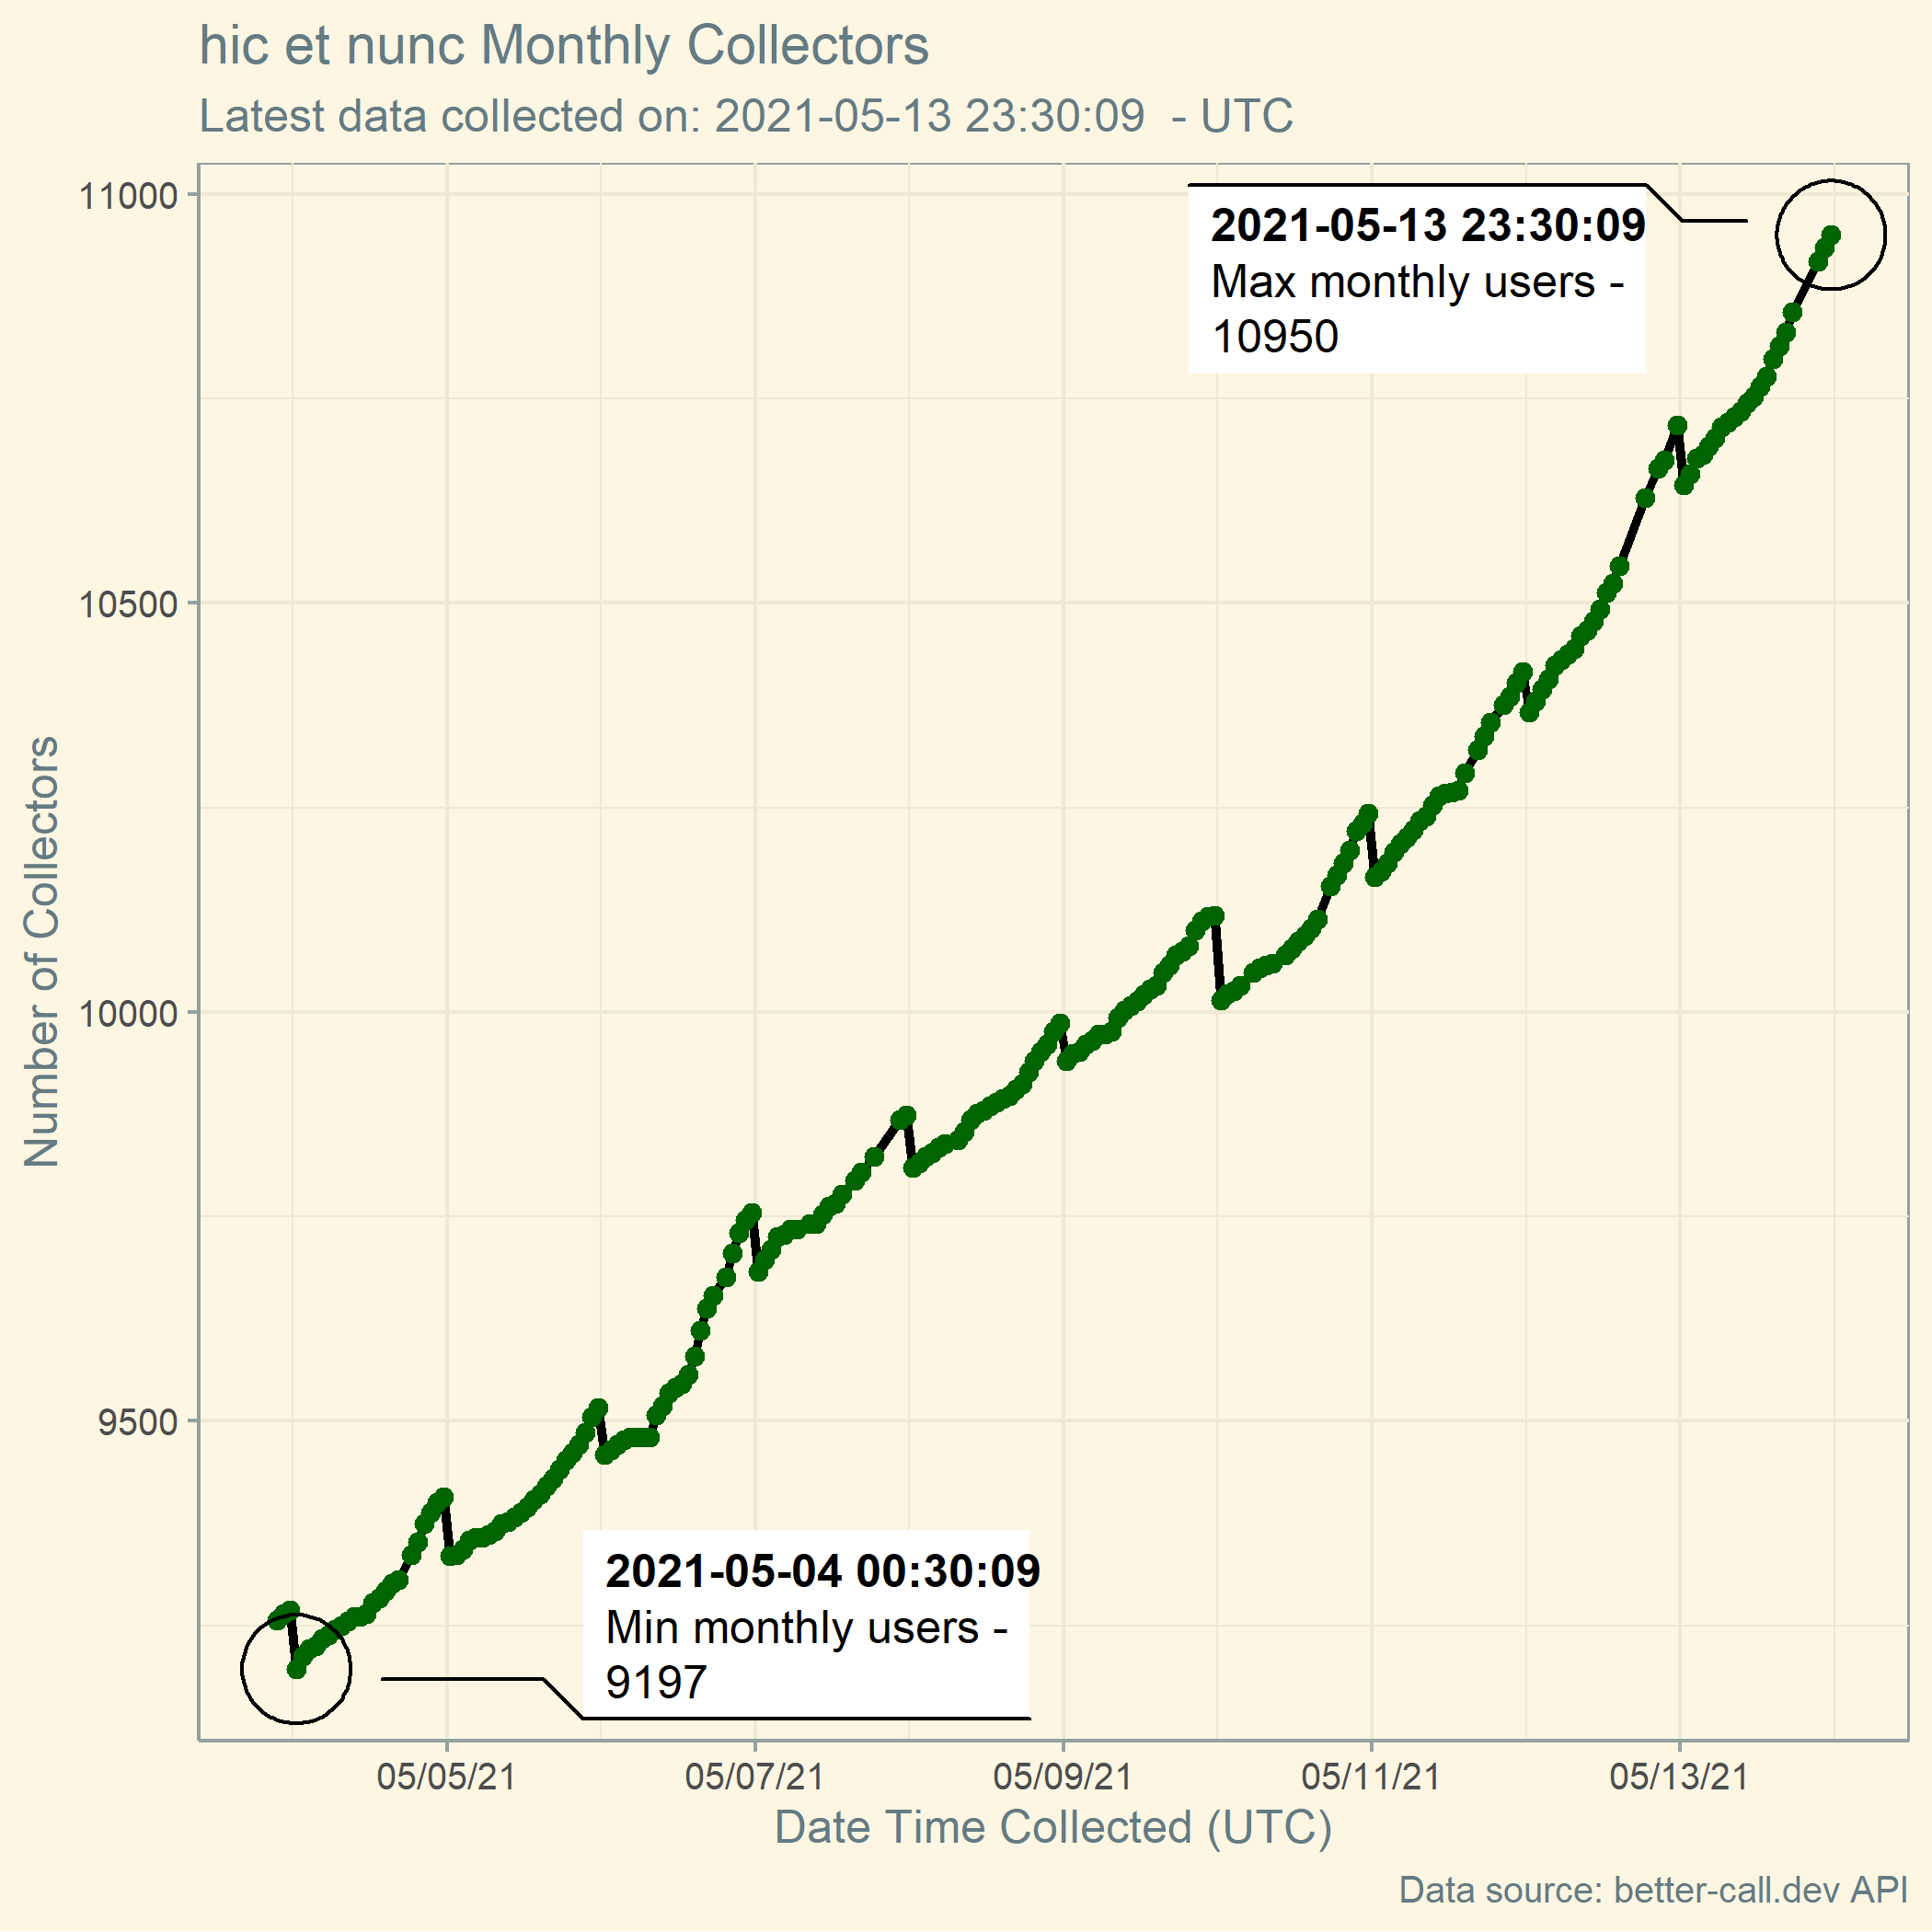 hic et nunc Monthly Collectors
Latest data collected on: 2021-05-13 23:30:09  - UTC
11000
10500
10000
9500
Number of Collectors
2021-05-13 23:30:09
Max monthly users -
10950
2021-05-04 00:30:09
Min monthly users -
9197
05/05/21 05/07/21 05/09/21 05/11/21 05/13/21
Date Time Collected (UTC)
Data source: better-call.dev API